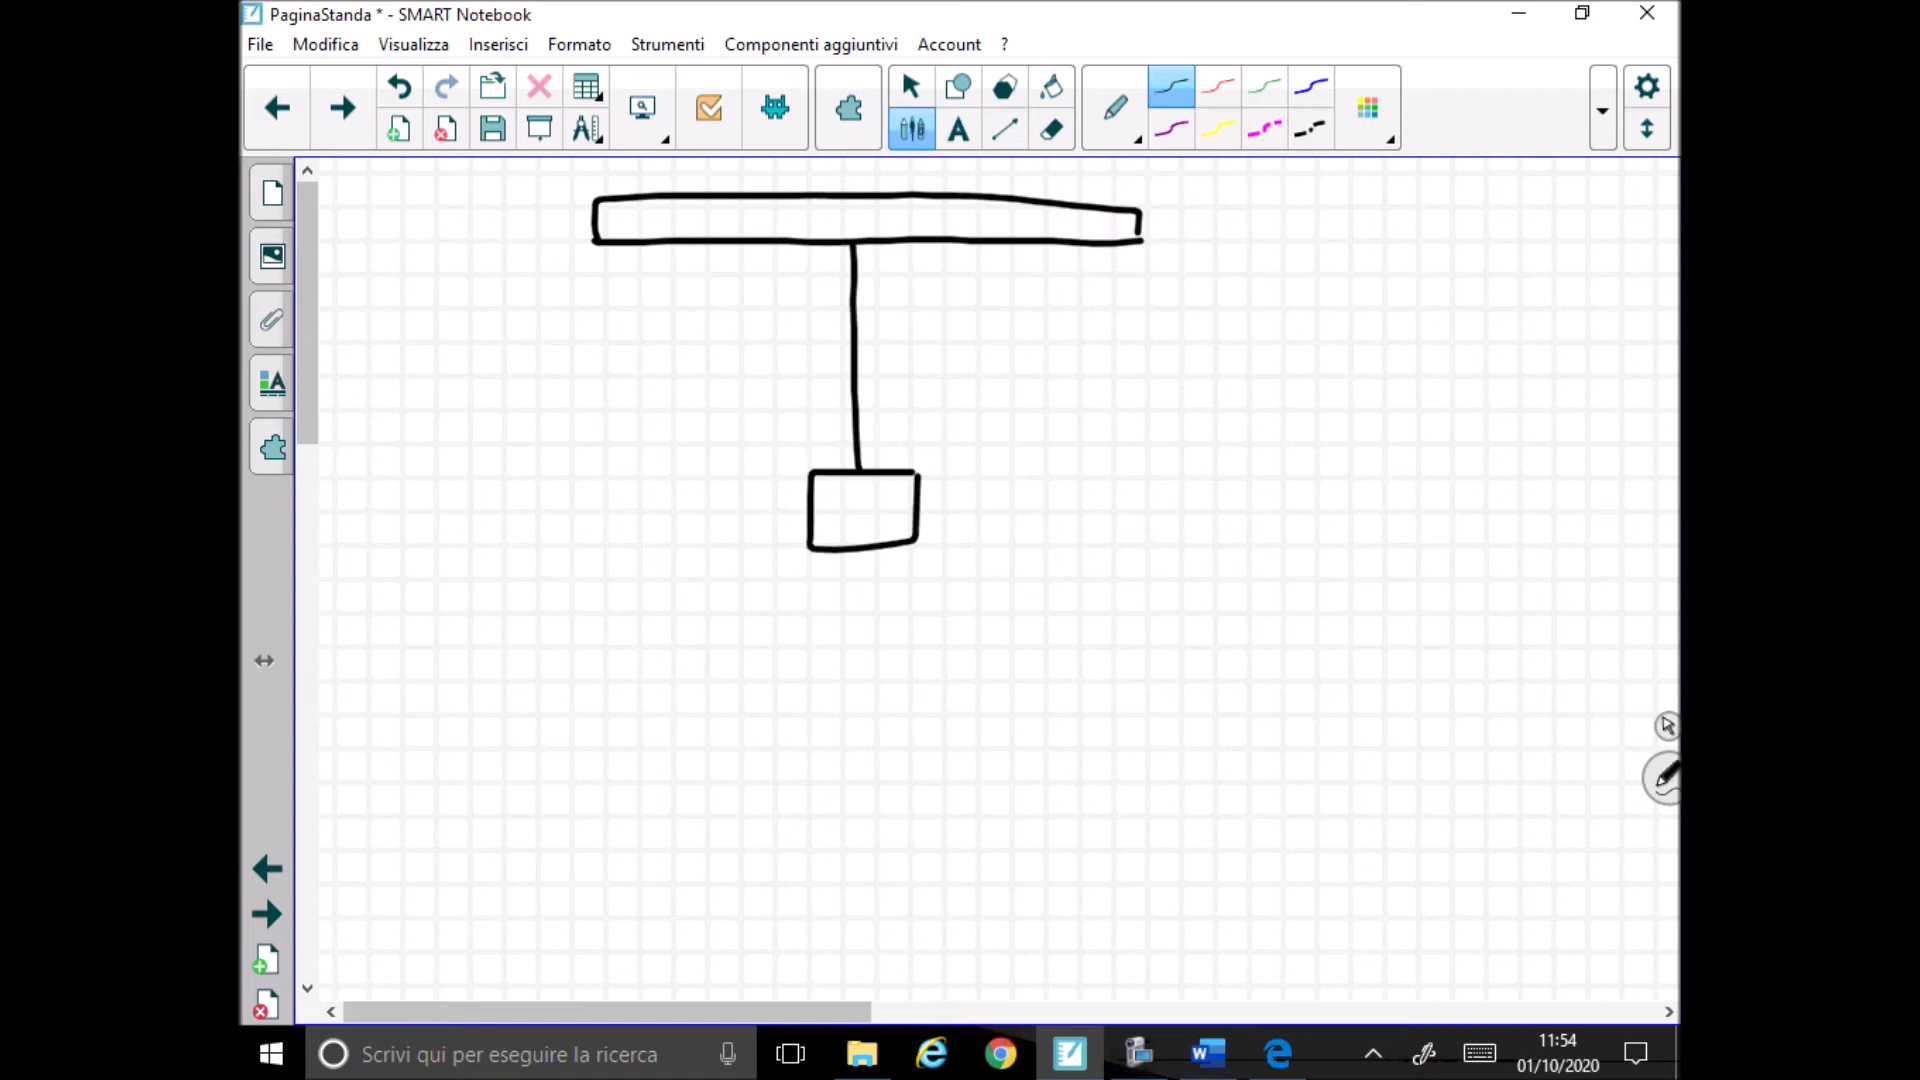 PaginaStanda * - SMART Notebook
File Modifica Visualizza Inserisci Formato Strumenti Componenti aggiuntivi Account ?
Scrivi qui per eseguire la ricerca
11:54
01/10/2020